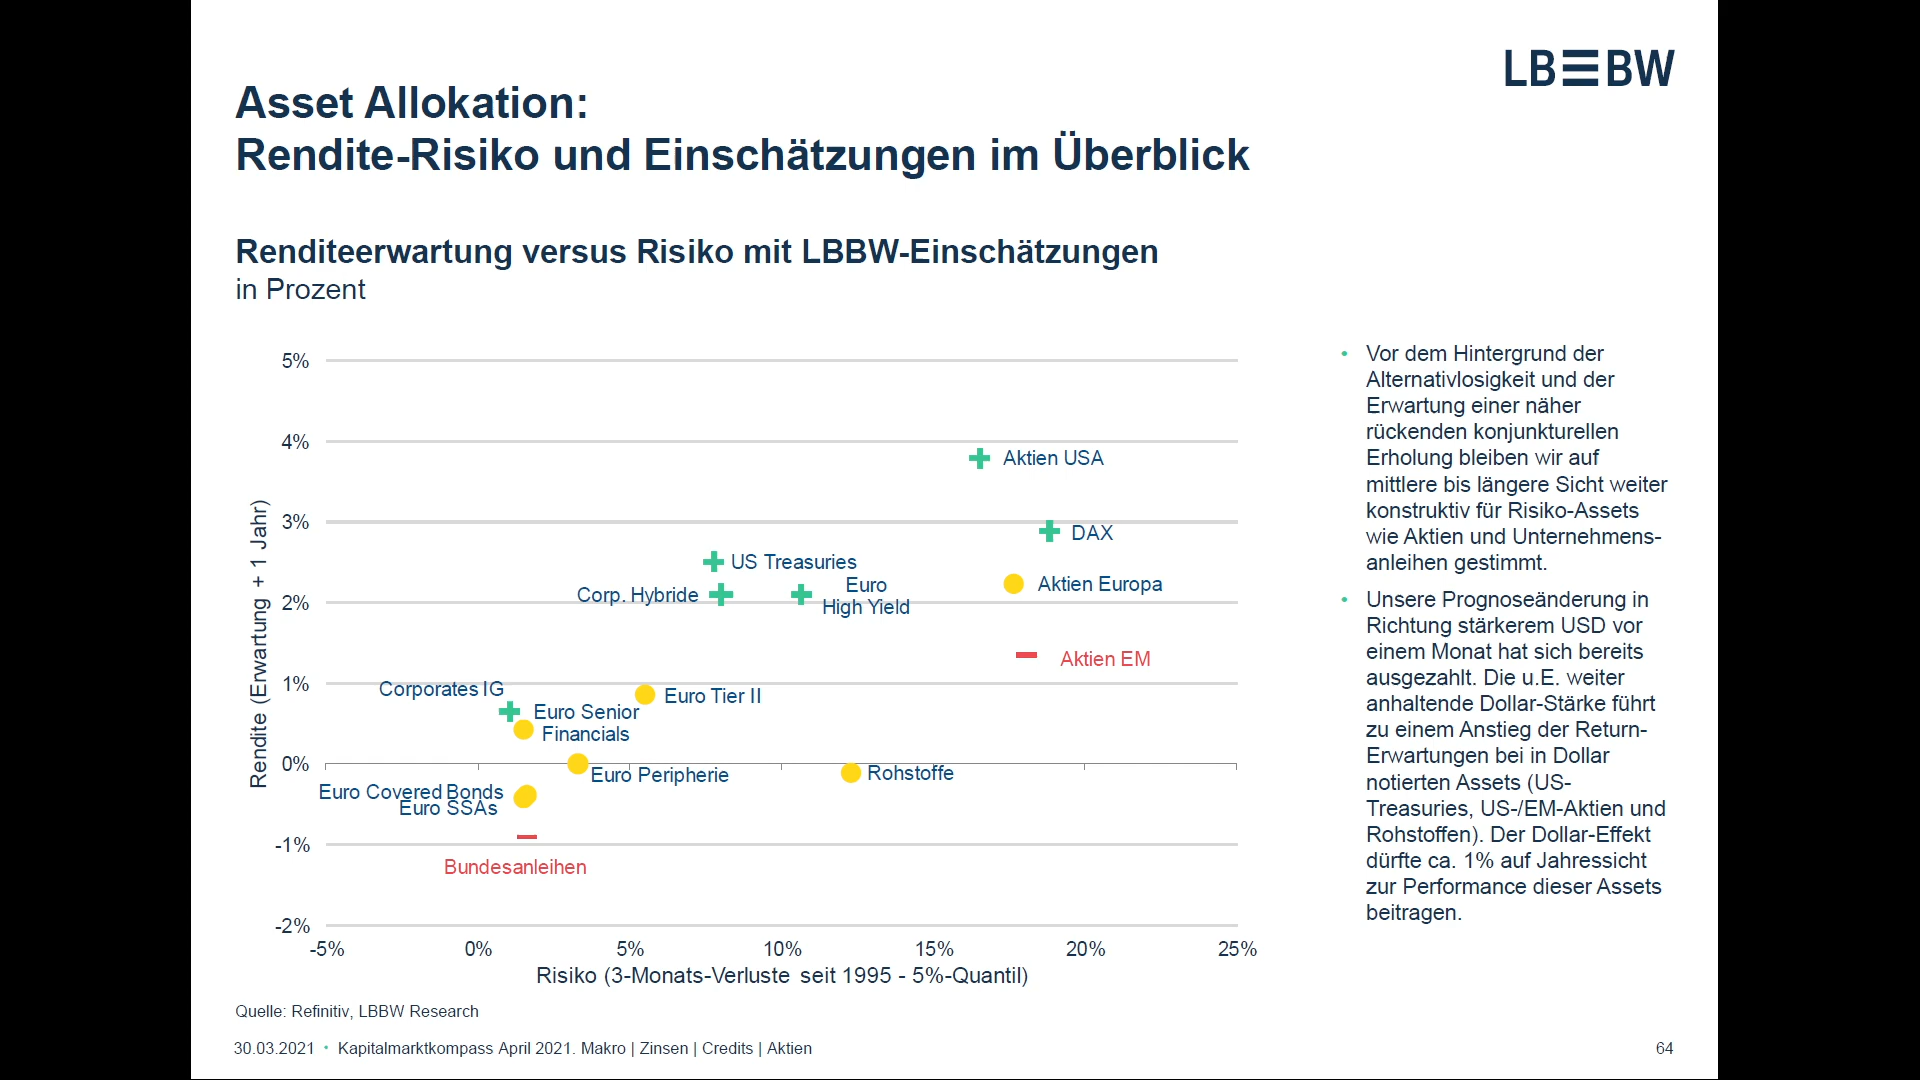 LBBW
Asset Allokation:
Rendite-Risiko und Einschätzungen im Überblick
Renditeerwartung versus Risiko mit LBBW-Einschätzungen
in Prozent
Rendite (Erwartung + 1 Jahr)
5%
4%
3%
2%
1%
0%
-1%
-2%
-5%
0%
5%
10%
15%
20%
25%
Aktien USA
DAX
US Treasuries
Aktien Europa
Corp. Hybride
Euro
High Yield
Aktien EM
Corporates IG
Euro Tier II
Euro Senior
Financials
Euro Peripherie
Rohstoffe
Euro Covered Bonds
Euro SSAs
Bundesanleihen
Risiko (3-Monats-Verluste seit 1995 - 5%-Quantil)
• Vor dem Hintergrund der
Alternativlosigkeit und der
Erwartung einer näher
rückenden konjunkturellen
Erholung bleiben wir auf
mittlere bis längere Sicht weiter
konstruktiv für Risiko-Assets
wie Aktien und Unternehmens-
anleihen gestimmt.
• Unsere Prognoseänderung in
Richtung stärkerem USD vor
einem Monat hat sich bereits
ausgezahlt. Die u.E. weiter
anhaltende Dollar-Stärke führt
zu einem Anstieg der Return-
Erwartungen bei in Dollar
notierten Assets (US-
Treasuries, US-/EM-Aktien und
Rohstoffen). Der Dollar-Effekt
dürfte ca. 1% auf Jahressicht
zur Performance dieser Assets
beitragen.
Quelle: Refinitiv, LBBW Research
30.03.2021 • Kapitalmarktkompass April 2021. Makro | Zinsen | Credits | Aktien
64